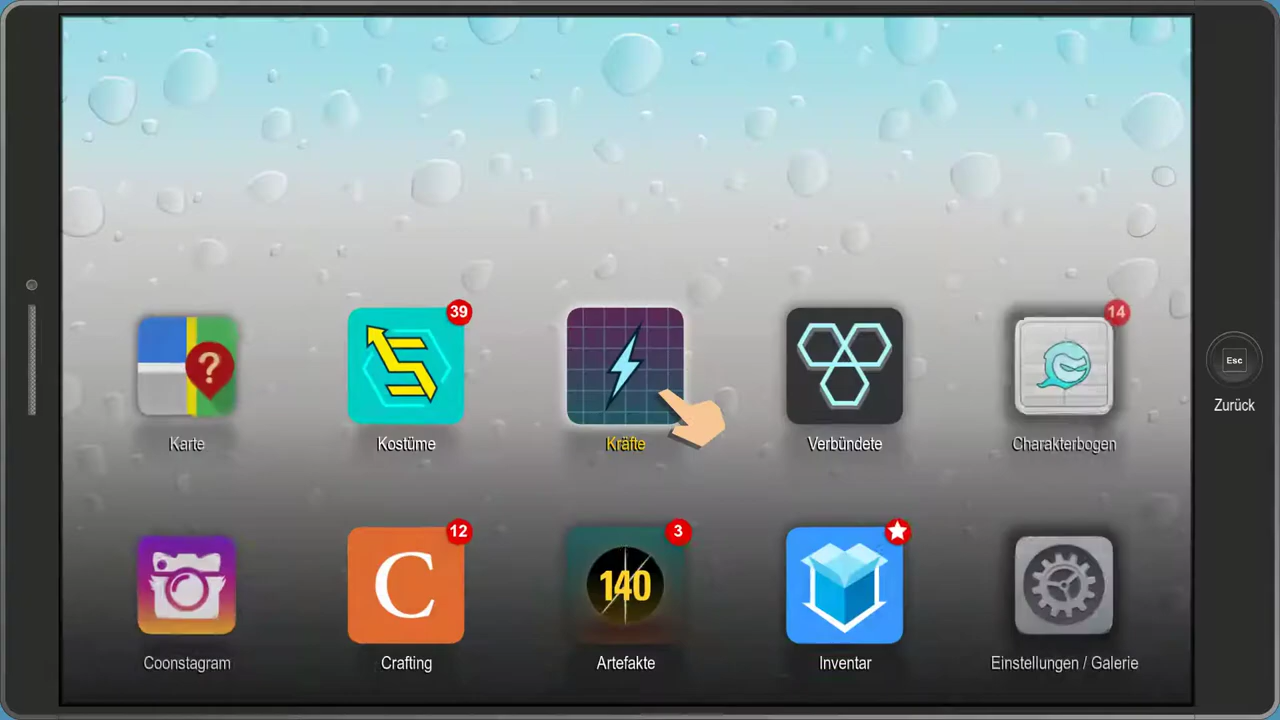 39
14
Karte
Kostüme
Kräfte
Verbündete
Charakterbogen
Esc
Zurück
12
3
C
140
Coonstagram
Crafting
Artefakte
Inventar
Einstellungen / Galerie
?